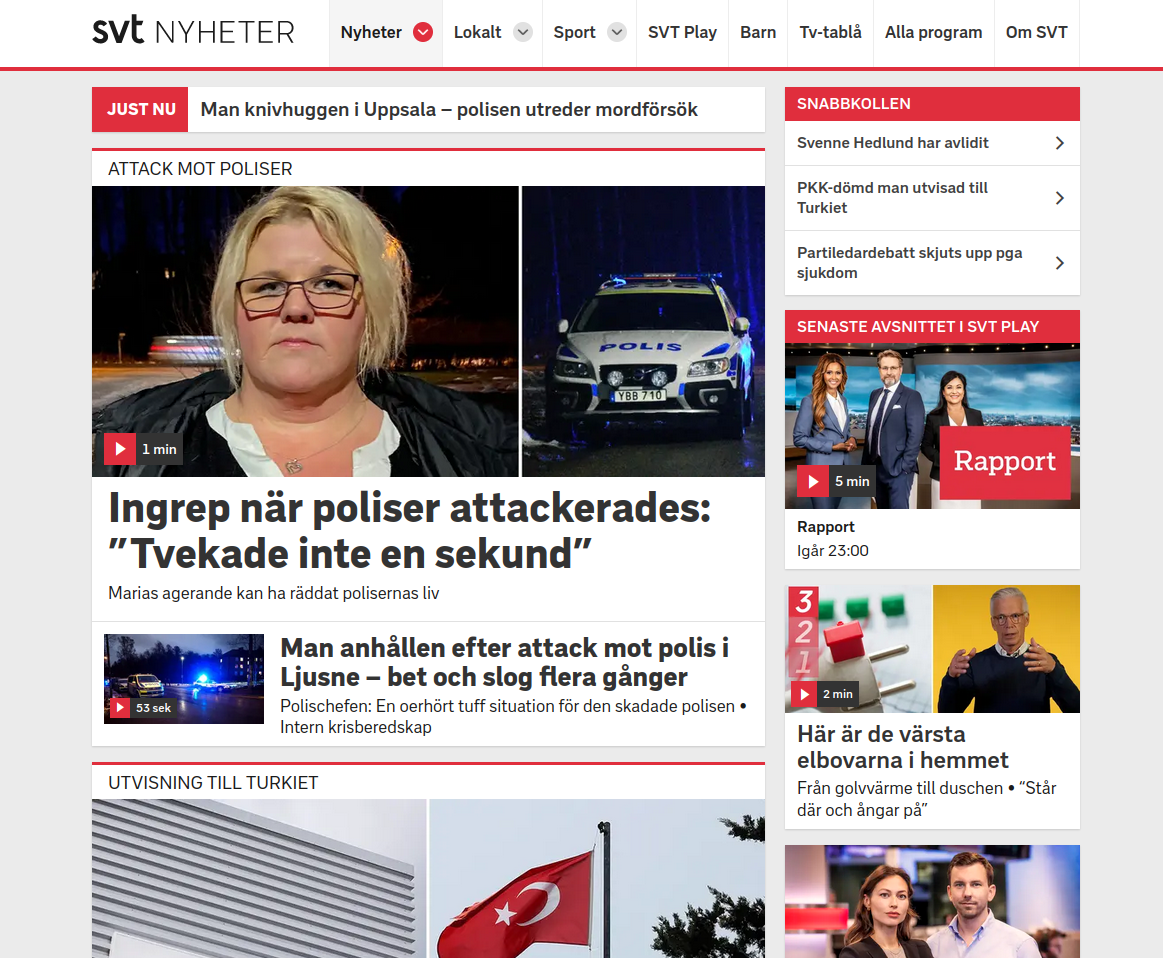 svt NYHETER
Nyheter
Lokalt
Sport
SVT Play
Barn
Tv-tablå
Alla program
Om SVT
JUST NU
Man knivhuggen i Uppsala – polisen utreder mordförsök
ATTACK MOT POLISER
POLIS
YBB 710
1 min
Ingrep när poliser attackerades:
”Tvekade inte en sekund”
Marias agerande kan ha räddat polisernas liv
53 sek
Man anhållen efter attack mot polis i
Ljusne – bet och slog flera gånger
Polischefen: En oerhört tuff situation för den skadade polisen •
Intern krisberedskap
UTVISNING TILL TURKIET
SNABBKOLLEN
Svenne Hedlund har avlidit
PKK-dömd man utvisad till
Turkiet
Partiledardebatt skjuts upp pga
sjukdom
SENASTE AVSNITTET I SVT PLAY
Rapport
5 min
Rapport
Igår 23:00
3
2
1
2 min
Här är de värsta
elbovarna i hemmet
Från golvvärme till duschen • ”Står
där och ångar på”